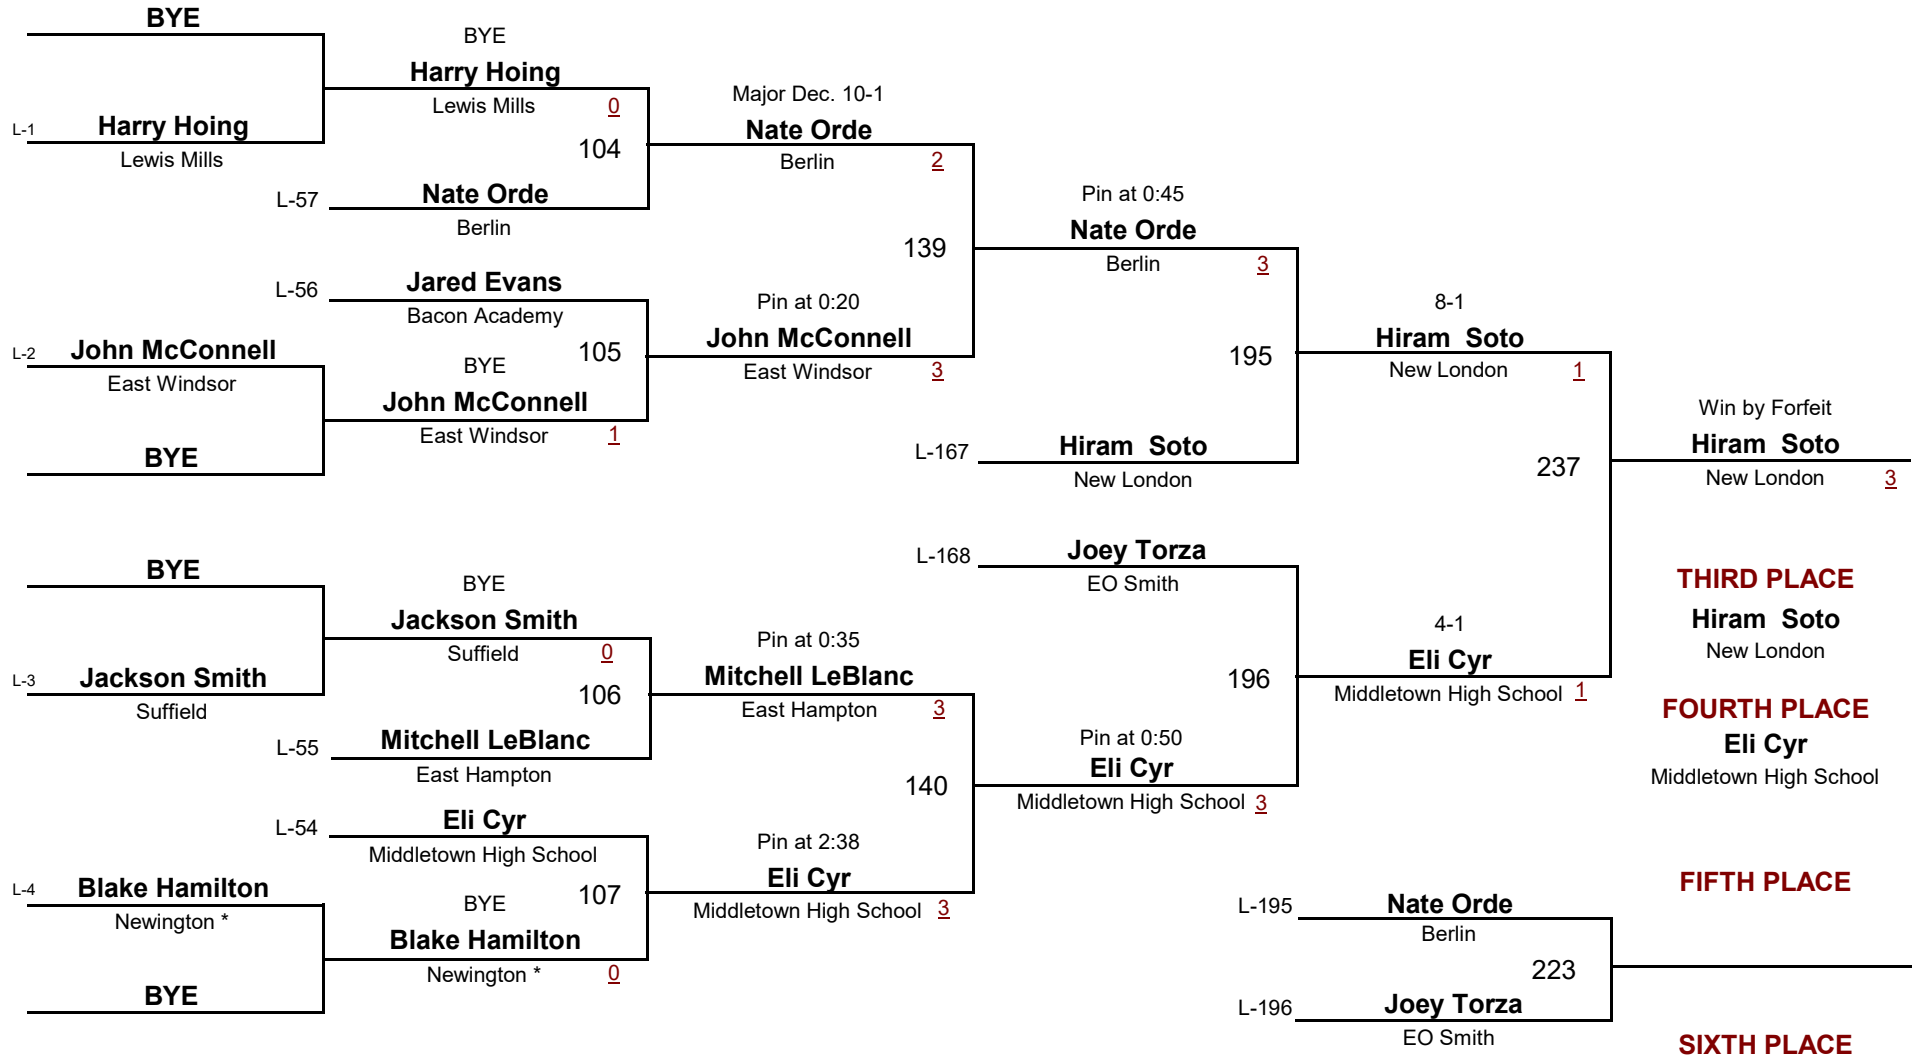 BYE
L-1 Harry Hoing
Lewis Mills
L-2 John McConnell
East Windsor
BYE
BYE
L-3 Jackson Smith
Suffield
L-4 Blake Hamilton
Newington *
BYE
BYE
Harry Hoing
Lewis Mills 0
104
L-57 Nate Orde
Berlin
L-56 Jared Evans
Bacon Academy
105
BYE
John McConnell
East Windsor 1
BYE
Jackson Smith
Suffield 0
106
L-55 Mitchell LeBlanc
East Hampton
L-54 Eli Cyr
Middletown High School
107
BYE
Blake Hamilton
Newington * 0
Major Dec. 10-1
Nate Orde
Berlin 2
139
Pin at 0:20
John McConnell
East Windsor 3
Pin at 0:35
Mitchell LeBlanc
East Hampton 3
140
Pin at 2:38
Eli Cyr
Middletown High School 3
Pin at 0:45
Nate Orde
Berlin 3
195
L-167 Hiram  Soto
New London
L-168 Joey Torza
EO Smith
196
Pin at 0:50
Eli Cyr
Middletown High School 3
8-1
Hiram  Soto
New London 1
237
4-1
Eli Cyr
Middletown High School 1
Win by Forfeit
Hiram  Soto
New London 3
THIRD PLACE
Hiram  Soto
New London
FOURTH PLACE
Eli Cyr
Middletown High School
FIFTH PLACE
L-195 Nate Orde
Berlin
223
L-196 Joey Torza
EO Smith
SIXTH PLACE